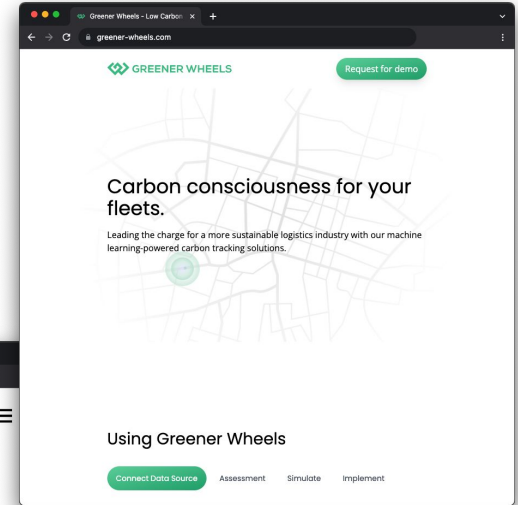 Greener Wheels - Low Carbon
greener-wheels.com
GREENER WHEELS
Request for demo
Carbon consciousness for your
fleets.
Leading the charge for a more sustainable logistics industry with our machine
learning-powered carbon tracking solutions.
Using Greener Wheels
Connect Data Source Assessment Simulate Implement